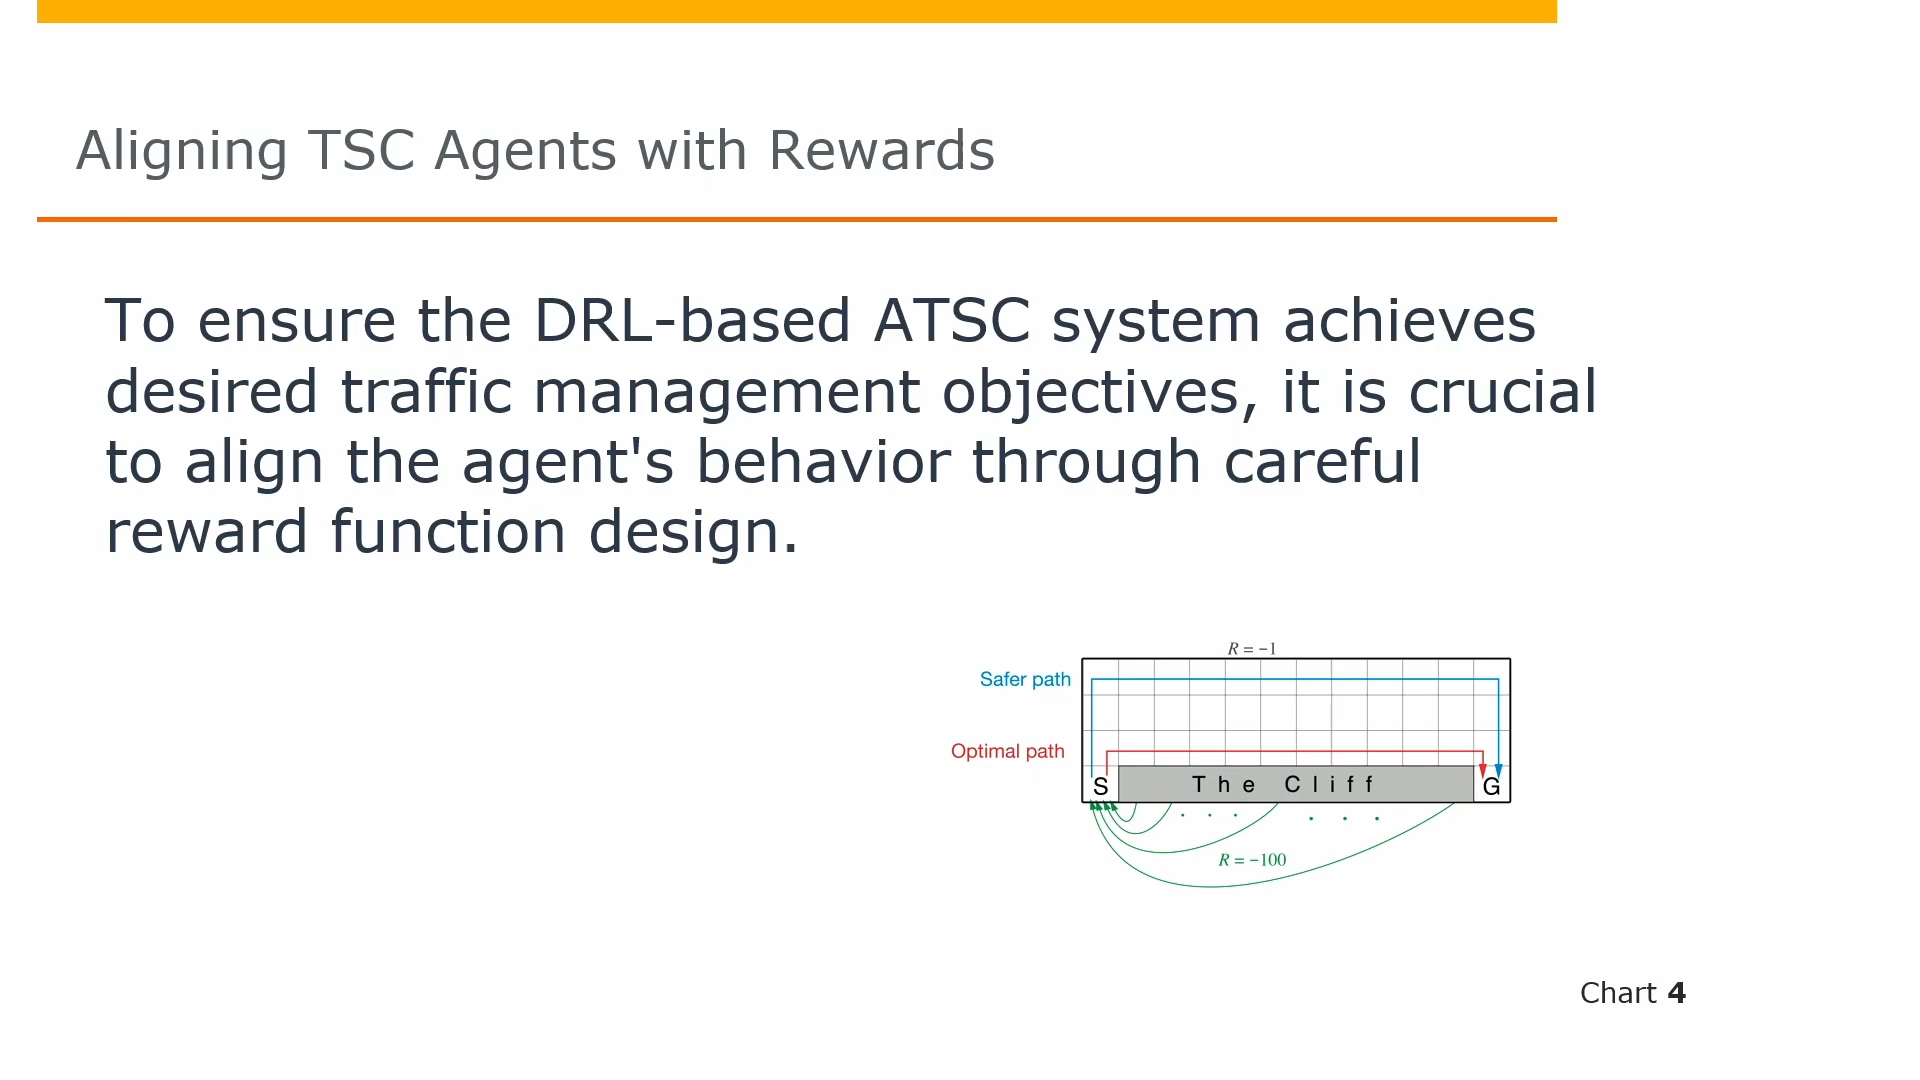 Aligning TSC Agents with Rewards
To ensure the DRL-based ATSC system achieves
desired traffic management objectives, it is crucial
to align the agent's behavior through careful
reward function design.
R = −1
Safer path
Optimal path
S
The Cliff
G
R = −100
Chart 4